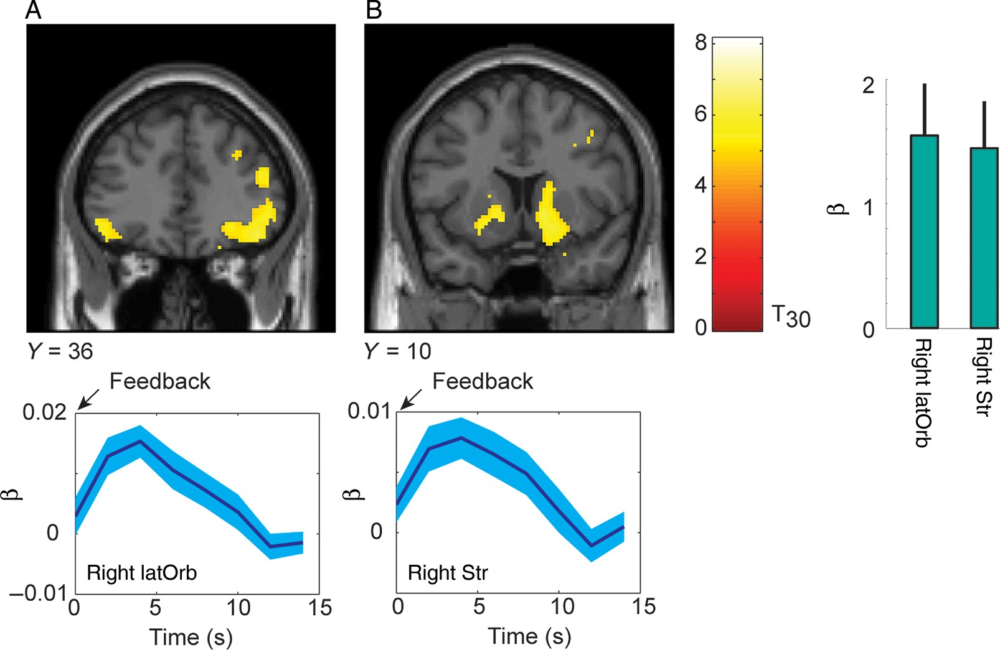 A
B
Y = 36
Y = 10
8
6
4
2
0
T30
2
1
0
β
Right latOrb
Right Str
Feedback
0.02
0
−0.01
β
Right latOrb
0
5
10
15
Time (s)
Feedback
0.01
0
β
Right Str
0
5
10
15
Time (s)